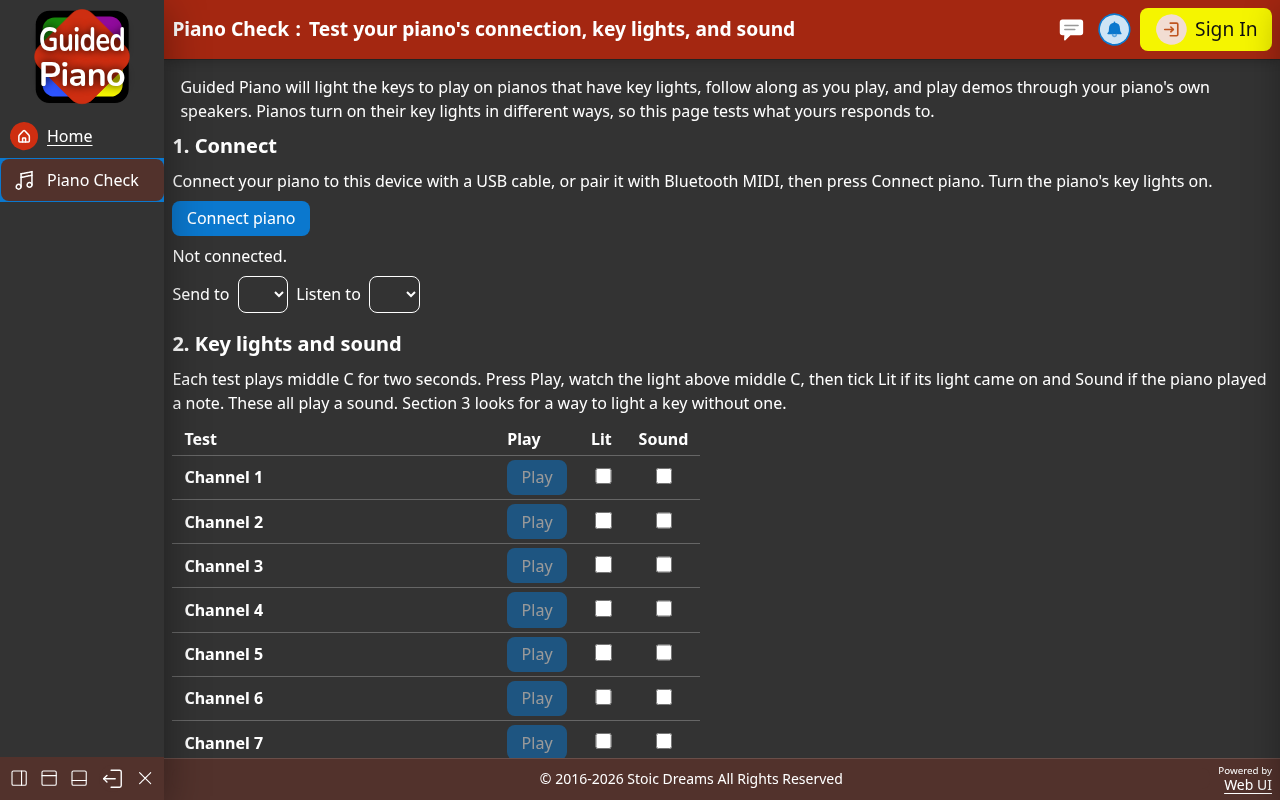 Guided
Piano
Home
Piano Check
Piano Check : Test your piano's connection, key lights, and sound
Sign In
Guided Piano will light the keys to play on pianos that have key lights, follow along as you play, and play demos through your piano's own
speakers. Pianos turn on their key lights in different ways, so this page tests what yours responds to.
1. Connect
Connect your piano to this device with a USB cable, or pair it with Bluetooth MIDI, then press Connect piano. Turn the piano's key lights on.
Connect piano
Not connected.
Send to Listen to
2. Key lights and sound
Each test plays middle C for two seconds. Press Play, watch the light above middle C, then tick Lit if its light came on and Sound if the piano played
a note. These all play a sound. Section 3 looks for a way to light a key without one.
Test Play Lit Sound
Channel 1 Play
Channel 2 Play
Channel 3 Play
Channel 4 Play
Channel 5 Play
Channel 6 Play
Channel 7 Play
© 2016-2026 Stoic Dreams All Rights Reserved
Powered by
Web UI